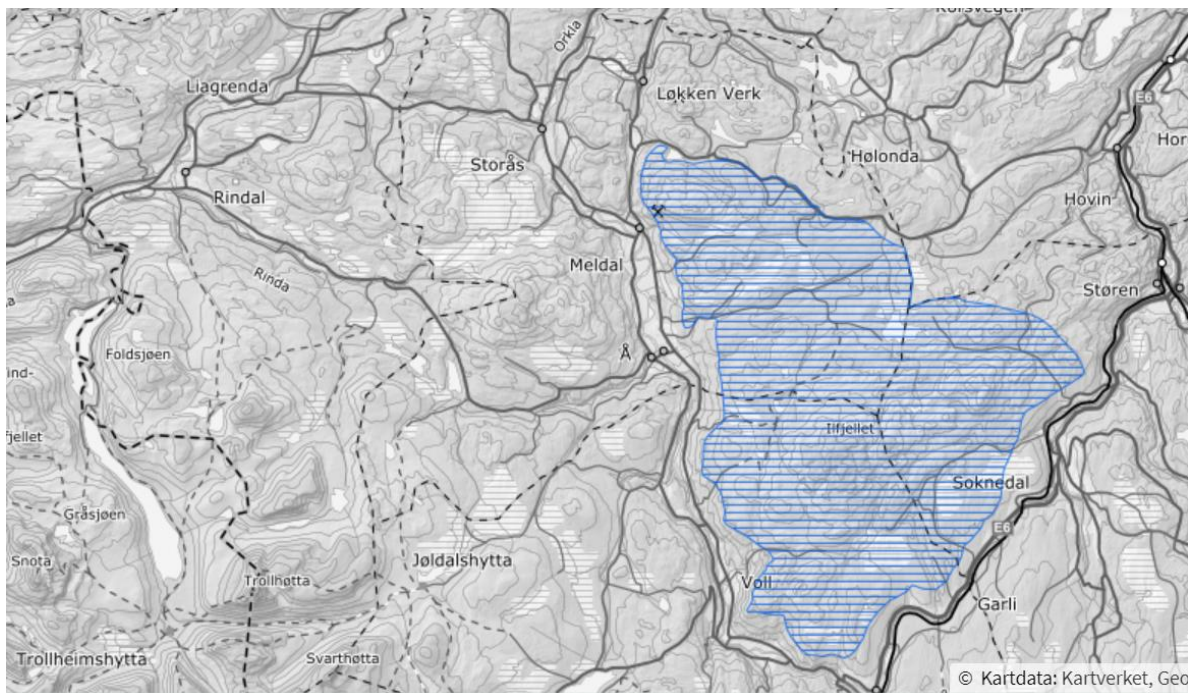 Orkla
Korsvegen
Liagrenda
Løkken Verk
E6
Hor
Storås
Hølonda
Rindal
Hovin
Meldal
Rinda
Støren
Foldsjøen
ind-
Å
fjellet
Ilfjellet
Soknedal
Gråsjøen
E6
Snota
Jøldalshytta
Trollhøtta
Voll
Garli
Trollheimshytta
Svarthøtta
© Kartdata: Kartverket, Geo